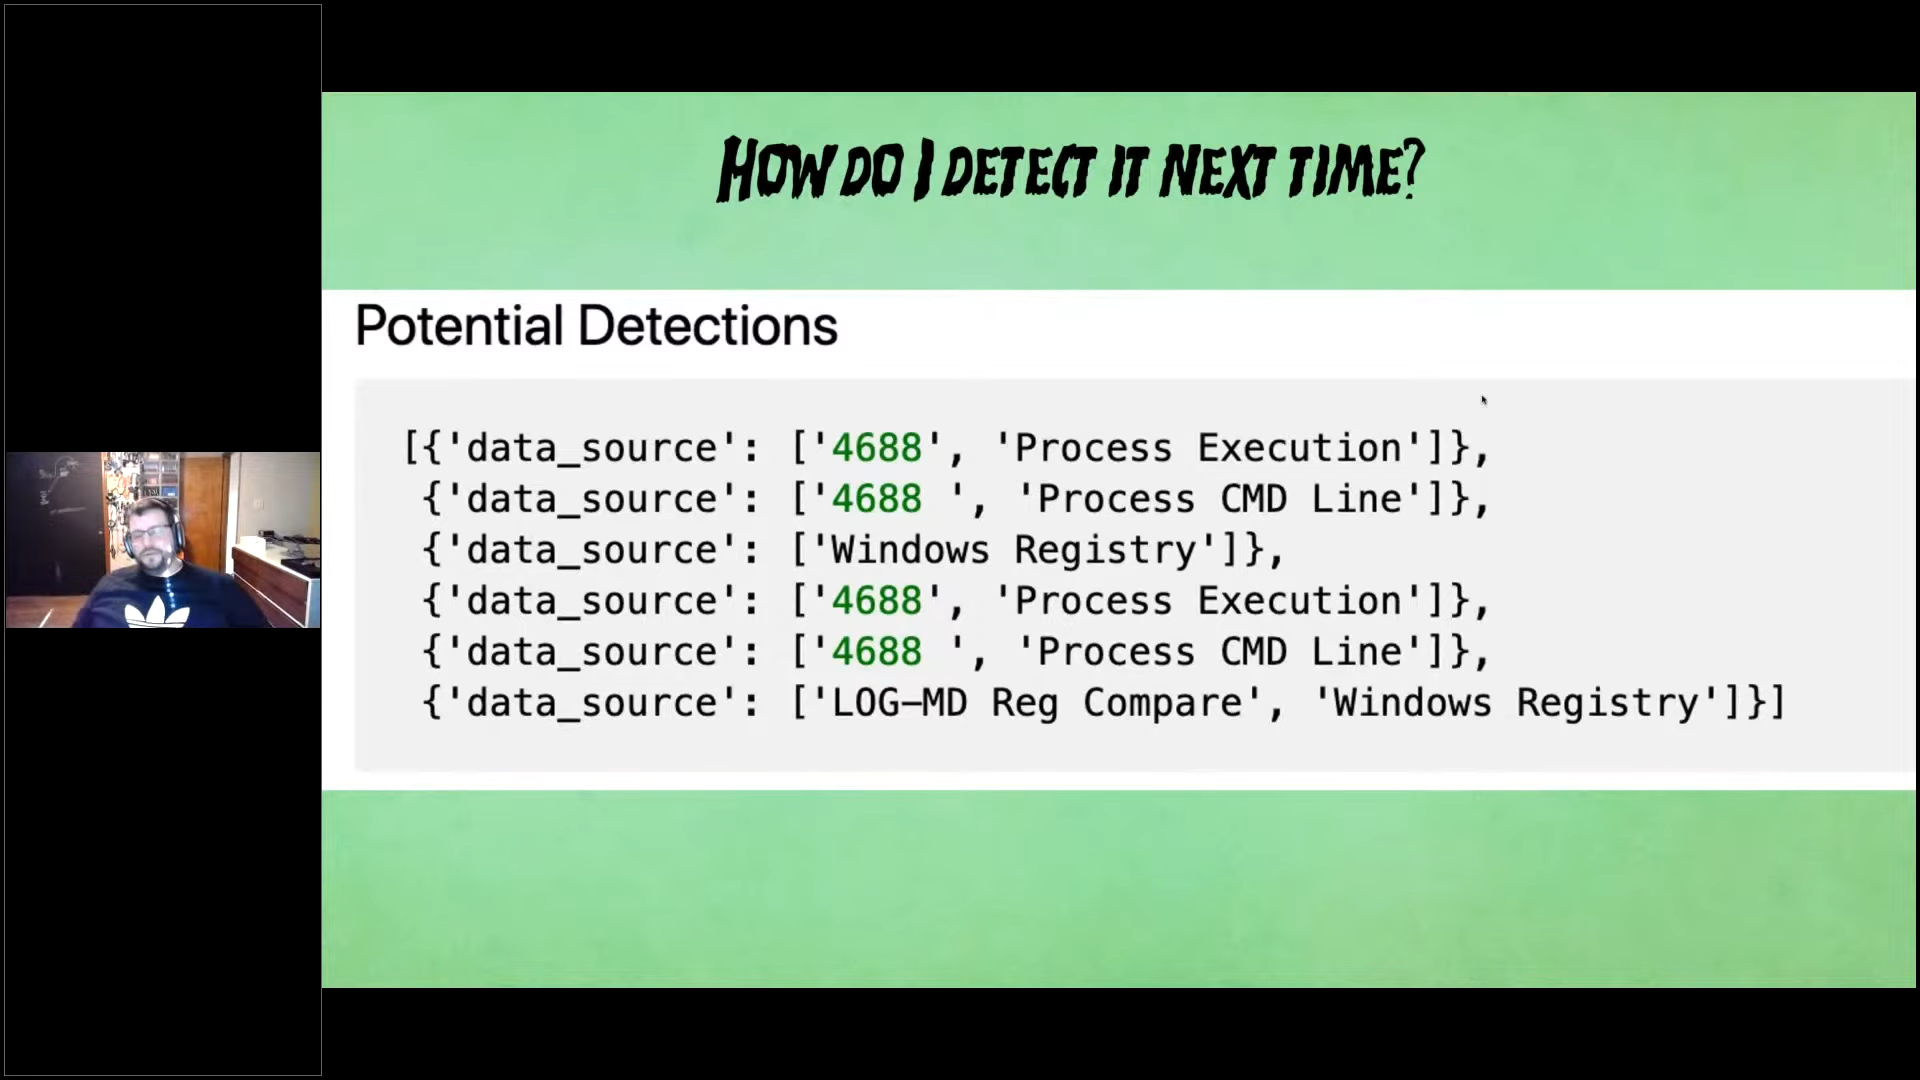 How do I detect it next time?
Potential Detections
[{'data_source': ['4688', 'Process Execution']},
{'data_source': ['4688 ', 'Process CMD Line']},
{'data_source': ['Windows Registry']},
{'data_source': ['4688', 'Process Execution']},
{'data_source': ['4688 ', 'Process CMD Line']},
{'data_source': ['LOG-MD Reg Compare', 'Windows Registry']}]